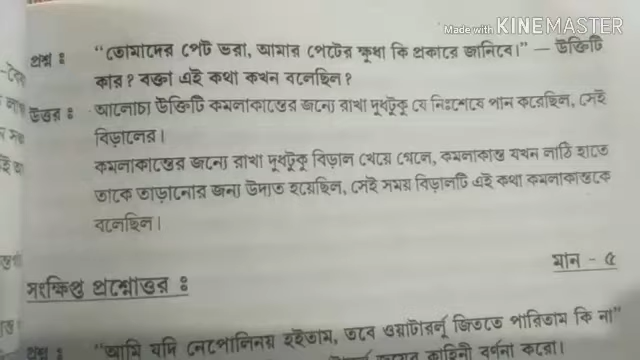 Made with KINEMASTER
প্রশ্ন : "তোমাদের পেট ভরা, আমার পেটের ক্ষুধা কি প্রকারে জানিবে।" — উক্তিটি
কার? বক্তা এই কথা কখন বলেছিল?
উত্তর : আলোচ্য উক্তিটি কমলাকান্তের জন্যে রাখা দুধটুকু যে নিঃশেষে পান করেছিল, সেই
বিড়ালের।
কমলাকান্তের জন্যে রাখা দুধটুকু বিড়াল খেয়ে গেলে, কমলাকান্ত যখন লাঠি হাতে
তাকে তাড়ানোর জন্য উদ্যত হয়েছিল, সেই সময় বিড়ালটি এই কথা কমলাকান্তকে
বলেছিল।
মান - ৫
সংক্ষিপ্ত প্রশ্নোত্তর :
প্রশ্ন : "আমি যদি নেপোলিনয় হইতাম, তবে ওয়াটারলু জিততে পারিতাম কি না"
কাহিনী বর্ণনা করো।